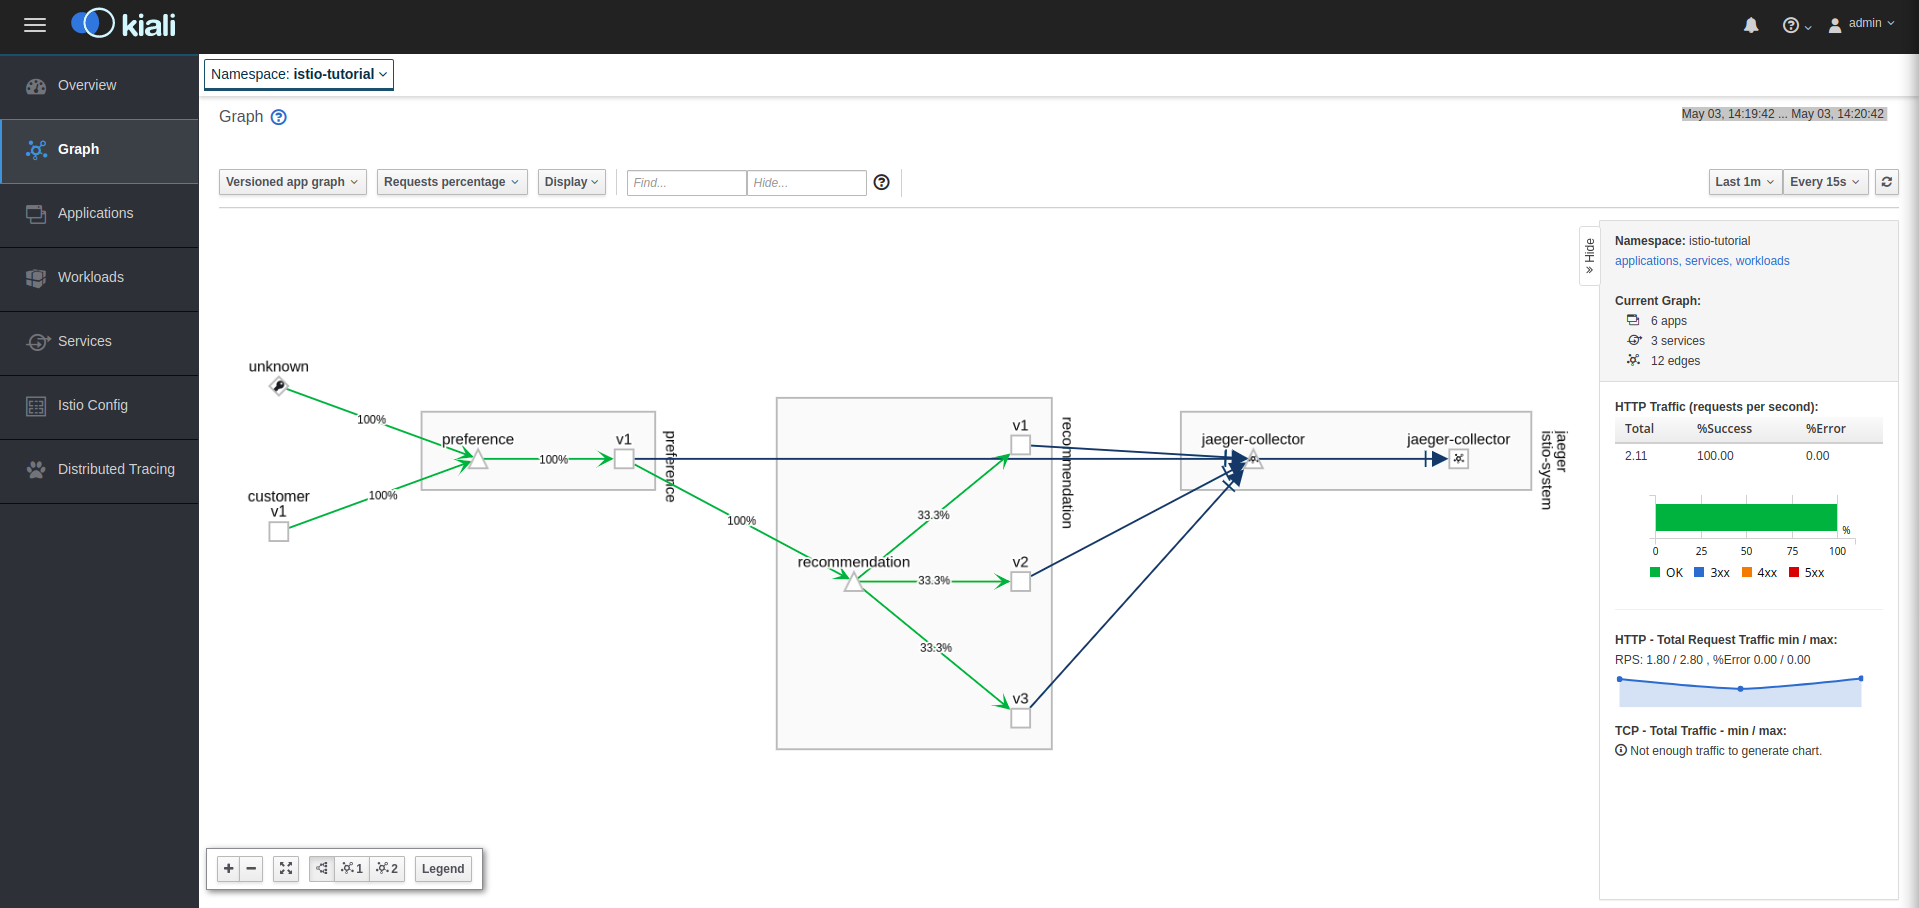 kiali
admin
Overview
Graph
Applications
Workloads
Services
Istio Config
Distributed Tracing
Namespace: istio-tutorial
Graph
May 03, 14:19:42 ... May 03, 14:20:42
Versioned app graph
Requests percentage
Display
Find...
Hide...
Last 1m
Every 15s
unknown
100%
customer
v1
100%
preference
100%
v1
preference
100%
recommendation
33.3%
33.3%
33.3%
v1
v2
v3
recommendation
jaeger-collector
jaeger-collector
jaeger
istio-system
1
2
Legend
» Hide
Namespace: istio-tutorial
applications, services, workloads
Current Graph:
6 apps
3 services
12 edges
HTTP Traffic (requests per second):
Total %Success %Error
2.11 100.00 0.00
%
0 25 50 75 100
OK 3xx 4xx 5xx
HTTP - Total Request Traffic min / max:
RPS: 1.80 / 2.80 , %Error 0.00 / 0.00
TCP - Total Traffic - min / max:
Not enough traffic to generate chart.